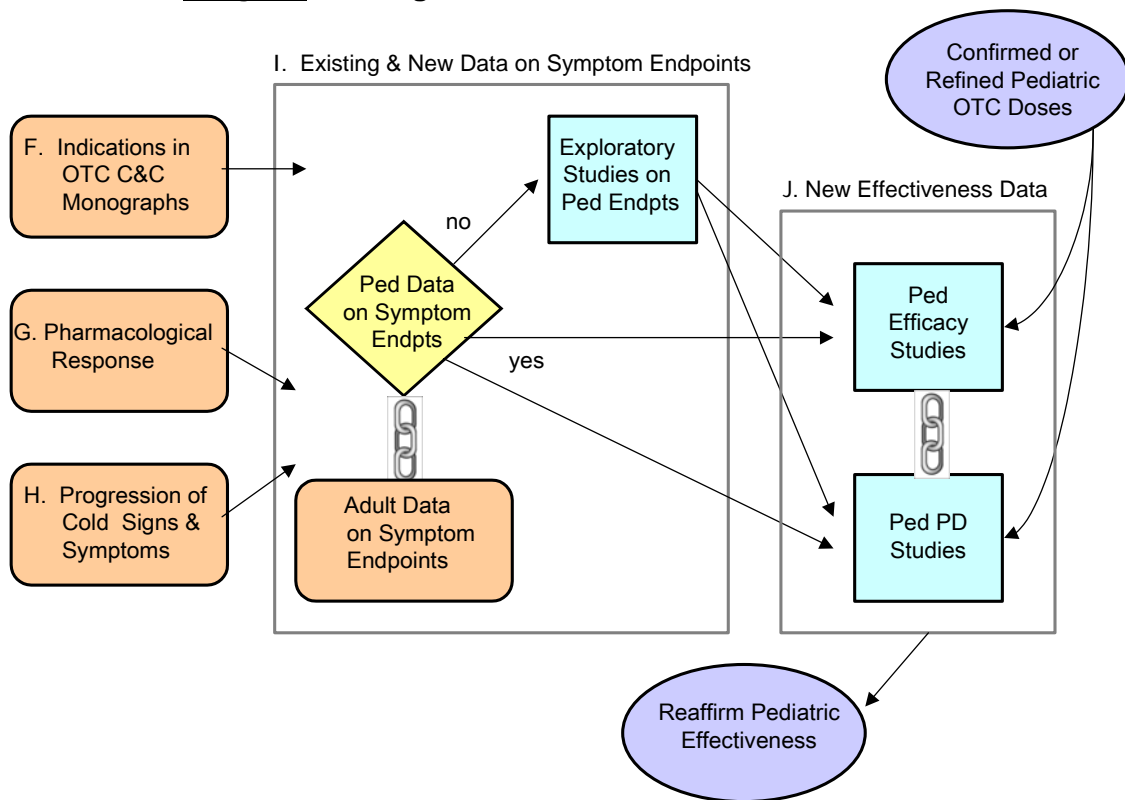 I. Existing & New Data on Symptom Endpoints
Confirmed or
Refined Pediatric
OTC Doses
F. Indications in
OTC C&C
Monographs
Exploratory
Studies on
Ped Endpts
J. New Effectiveness Data
no
Ped Data
on Symptom
Endpts
yes
Ped
Efficacy
Studies
G. Pharmacological
Response
H. Progression of
Cold Signs &
Symptoms
Adult Data
on Symptom
Endpoints
Ped PD
Studies
Reaffirm Pediatric
Effectiveness